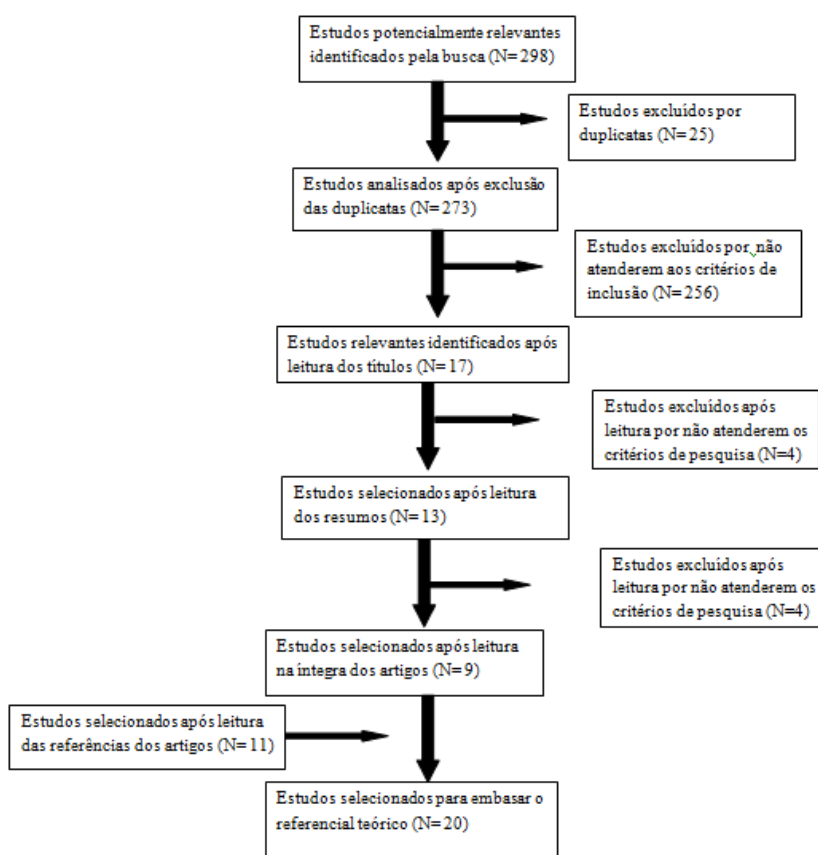 Estudos potencialmente relevantes
identificados pela busca (N=298)
Estudos excluídos por
duplicatas (N=25)
Estudos analisados após exclusão
das duplicatas (N=273)
Estudos excluídos por não
atenderem aos critérios de
inclusão (N=256)
Estudos relevantes identificados após
leitura dos títulos (N=17)
Estudos excluídos após
leitura por não atenderem os
critérios de pesquisa (N=4)
Estudos selecionados após leitura
dos resumos (N=13)
Estudos excluídos após
leitura por não atenderem os
critérios de pesquisa (N=4)
Estudos selecionados após leitura
na íntegra dos artigos (N=9)
Estudos selecionados após leitura
das referências dos artigos (N=11)
Estudos selecionados para embasar o
referencial teórico (N=20)